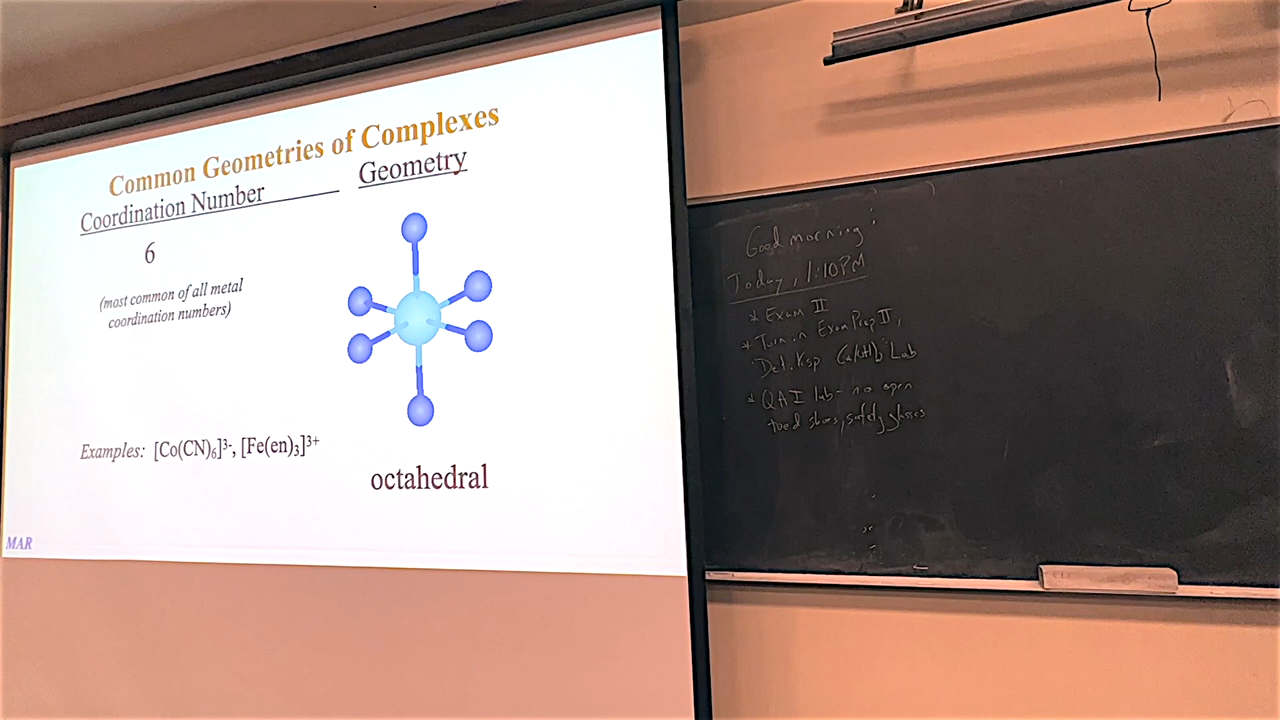 Common Geometries of Complexes
Coordination Number
Geometry
6
(most common of all metal
coordination numbers)
Examples: [Co(CN)₆]³⁻, [Fe(en)₃]³⁺
octahedral
MAR
Good morning!
Today, 1:10PM
* Exam II
* Turn in Exam Prep II,
"Det. Ksp Ca(OH)₂" Lab
* QA I lab - no open
toed shoes, safety glasses